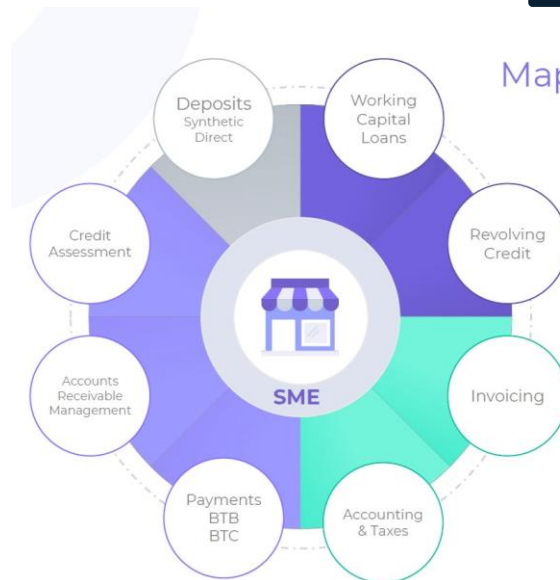 Map
Deposits
Synthetic
Direct
Working
Capital
Loans
Credit
Assessment
Revolving
Credit
Accounts
Receivable
Management
Invoicing
SME
Payments
BTB
BTC
Accounting
& Taxes